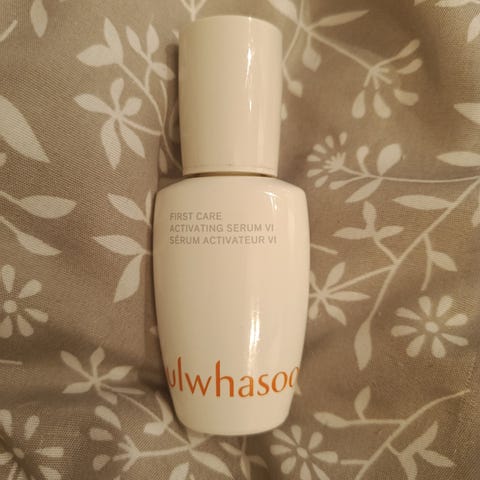 FIRST CARE
ACTIVATING SERUM VI
SÉRUM ACTIVATEUR VI
ulwhasoo